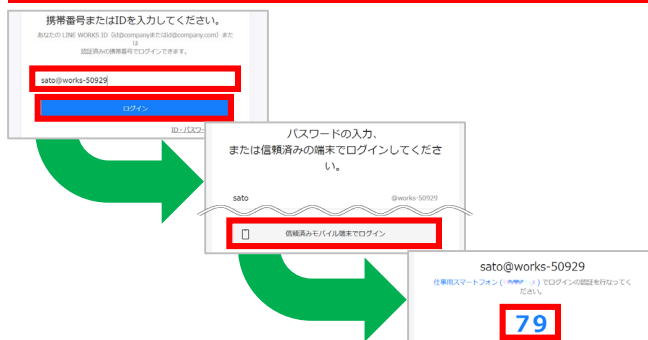 携帯番号またはIDを入力してください。
あなたの LINE WORKS ID (id@companyまたはid@company.com) また
は
認証済みの携帯番号でログインできます。
sato@works-50929
ログイン
ID・パスワー
パスワードの入力、
または信頼済みの端末でログインしてくださ
い。
sato @works-50929
信頼済みモバイル端末でログイン
sato@works-50929
仕事用スマートフォン ( ) でログインの認証を行なってく
ださい。
79